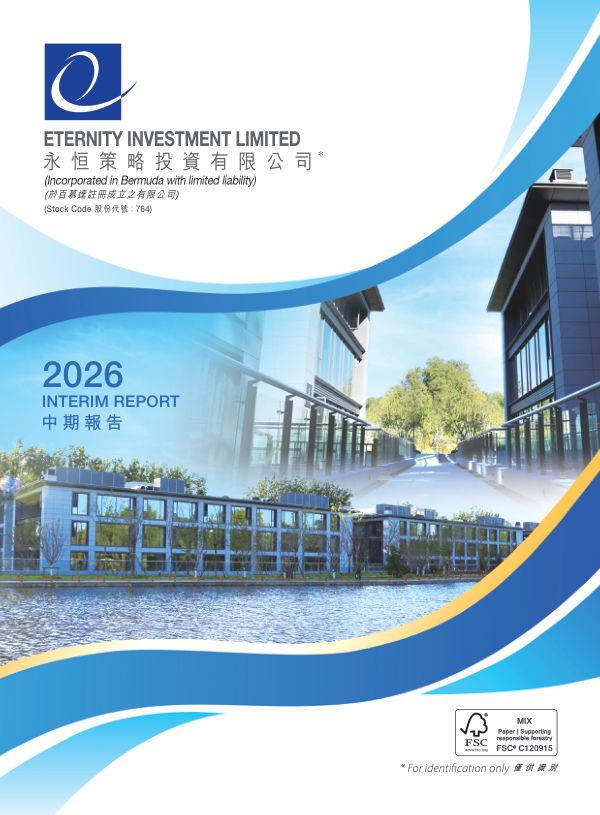 ETERNITY INVESTMENT LIMITED
永恒策略投資有限公司*
(Incorporated in Bermuda with limited liability)
(於百慕達註冊成立之有限公司)
(Stock Code 股份代號：764)
2026
INTERIM REPORT
中期報告
MIX
Paper | Supporting
responsible forestry
FSC® C120915
FSC
www.fsc.org
* For identification only 僅供識別